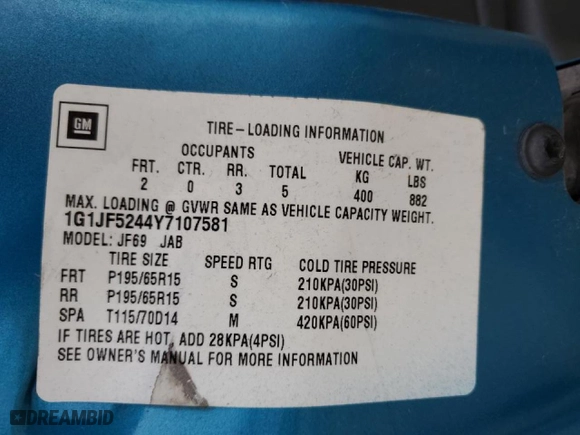 GM
TIRE-LOADING INFORMATION
OCCUPANTS VEHICLE CAP. WT.
FRT. CTR. RR. TOTAL KG LBS
2 0 3 5 400 882
MAX. LOADING @ GVWR SAME AS VEHICLE CAPACITY WEIGHT.
1G1JF5244Y7107581
MODEL: JF69 JAB
TIRE SIZE SPEED RTG COLD TIRE PRESSURE
FRT P195/65R15 S 210KPA(30PSI)
RR P195/65R15 S 210KPA(30PSI)
SPA T115/70D14 M 420KPA(60PSI)
IF TIRES ARE HOT, ADD 28KPA(4PSI)
SEE OWNER'S MANUAL FOR MORE INFORMATION
DREAMBID